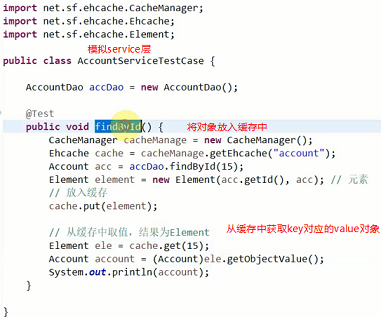 import net.sf.ehcache.CacheManager;
import net.sf.ehcache.Ehcache;
import net.sf.ehcache.Element;
模拟service层
public class AccountServiceTestCase {
AccountDao accDao = new AccountDao();
@Test
public void findById() { 将对象放入缓存中
CacheManager cacheManage = new CacheManager();
Ehcache cache = cacheManage.getEhcache("account");
Account acc = accDao.findById(15);
Element element = new Element(acc.getId(), acc); // 元素
// 放入缓存
cache.put(element);
// 从缓存中取值，结果为Element 从缓存中获取key对应的value对象
Element ele = cache.get(15);
Account account = (Account)ele.getObjectValue();
System.out.println(account);
}
}